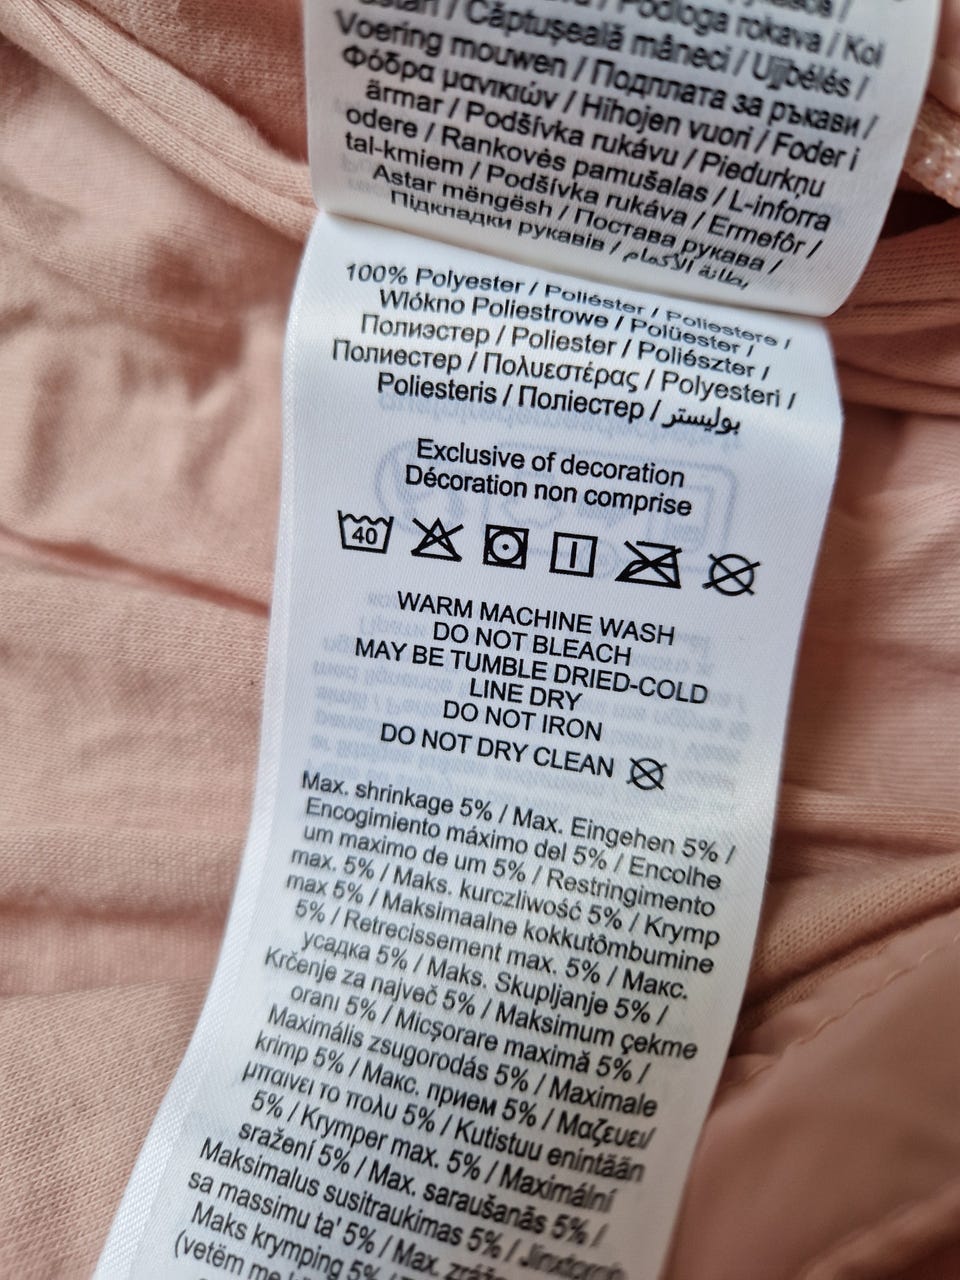 Căptușeală mâneci / Ujjbélés /
Voering mouwen / Подплата за ръкави /
Φόδρα μανικιών / Hihojen vuori / Foder i
ärmar / Podšívka rukávu / Piedurkņu
odere / Rankovės pamušalas / L-inforra
tal-kmiem / Podšívka rukáva / Ermefôr /
Astar mëngësh / Постава рукава /
Підкладки рукавів / بطانة الأكمام /
100% Polyester / Poliéster / Poliestere /
Wlókno Poliestrowe / Polüester /
Полиэстер / Poliester / Poliészter /
Полиестер / Πολυεστέρας / Polyesteri /
Poliesteris / Поліестер / بوليستر
Exclusive of decoration
Décoration non comprise
40
WARM MACHINE WASH
DO NOT BLEACH
MAY BE TUMBLE DRIED-COLD
LINE DRY
DO NOT IRON
DO NOT DRY CLEAN
Max. shrinkage 5% / Max. Eingehen 5% /
Encogimiento máximo del 5% / Encolhe
um maximo de um 5% / Restringimento
max. 5% / Maks. kurczliwość 5% / Krymp
max 5% / Maksimaalne kokkutõmbumine
5% / Retrecissement max. 5% / Макс.
усадка 5% / Maks. Skupljanje 5% /
Krčenje za največ 5% / Maksimum çekme
oranı 5% / Micșorare maximă 5% /
Maximális zsugorodás 5% / Maximale
krimp 5% / Макс. прием 5% / Μαζευει/
μπαινει το πολυ 5% / Kutistuu enintään
5% / Krymper max. 5% / Maximální
sražení 5% / Max. saraušanās 5% /
Maksimalus susitraukimas 5% /
sa massimu ta' 5% / Max.
Maks krymping 5%
(vetëm me